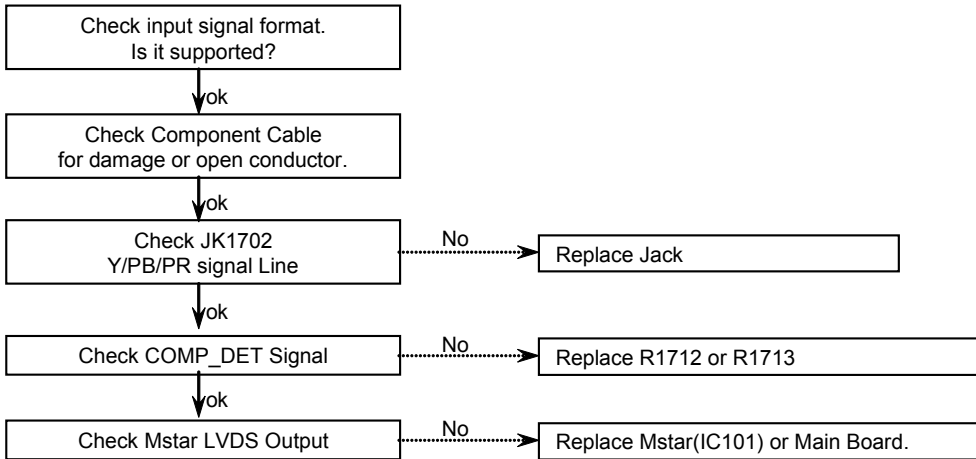 Check input signal format.
Is it supported?
ok
Check Component Cable
for damage or open conductor.
ok
Check JK1702
Y/PB/PR signal Line
No
Replace Jack
ok
Check COMP_DET Signal
No
Replace R1712 or R1713
ok
Check Mstar LVDS Output
No
Replace Mstar(IC101) or Main Board.